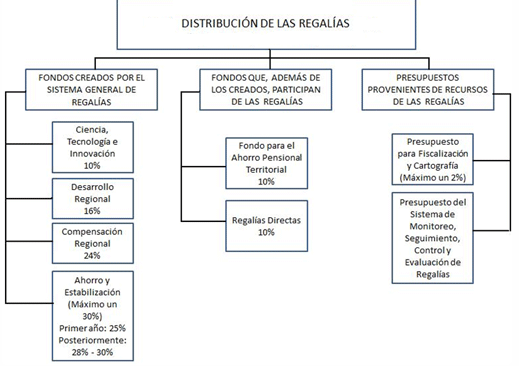 DISTRIBUCIÓN DE LAS REGALÍAS
FONDOS CREADOS POR EL
SISTEMA GENERAL DE
REGALÍAS
Ciencia,
Tecnología e
Innovación
10%
Desarrollo
Regional
16%
Compensación
Regional
24%
Ahorro y
Estabilización
(Máximo un
30%)
Primer año: 25%
Posteriormente:
28% - 30%
FONDOS QUE, ADEMÁS DE
LOS CREADOS, PARTICIPAN
DE LAS REGALÍAS
Fondo para el
Ahorro Pensional
Territorial
10%
Regalías Directas
10%
PRESUPUESTOS
PROVENIENTES DE RECURSOS
DE LAS REGALÍAS
Presupuesto
para Fiscalización
y Cartografía
(Máximo un 2%)
Presupuesto del
Sistema de
Monitoreo,
Seguimiento,
Control y
Evaluación de
Regalías